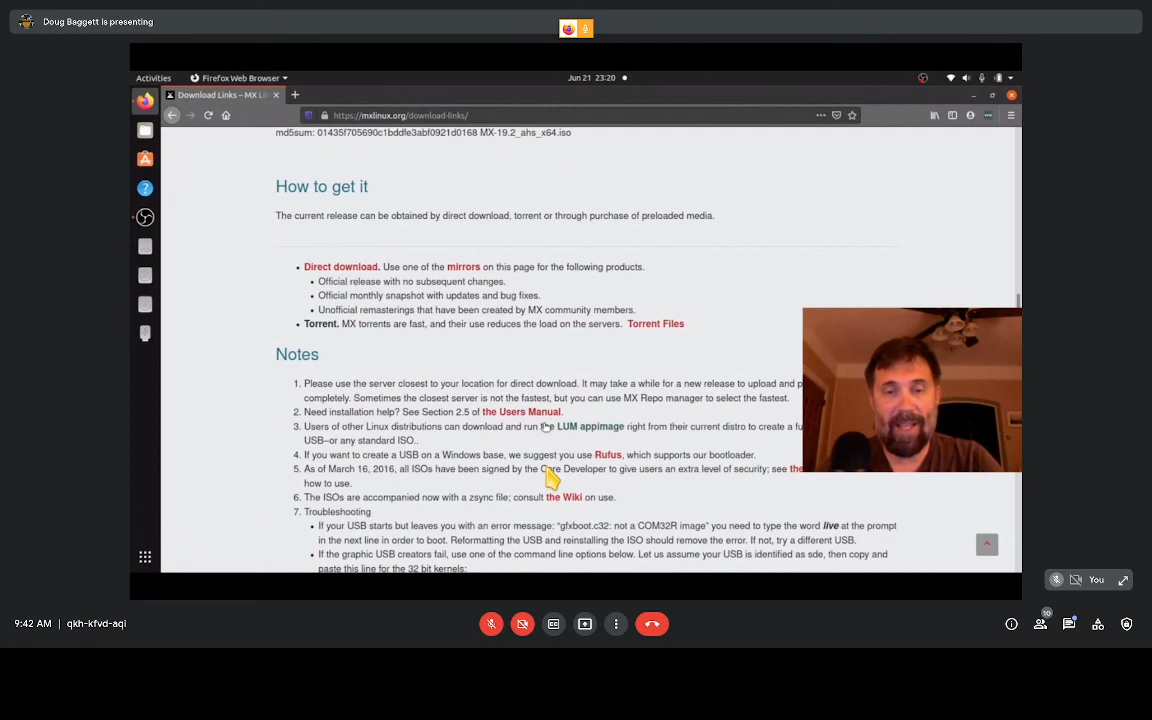 Doug Baggett is presenting
Activities Firefox Web Browser Jun 21 23:20
Download Links – MX Li
https://mxlinux.org/download-links/
md5sum: 01435f705690c1bddfe3abf0921d0168 MX-19.2_ahs_x64.iso
How to get it
The current release can be obtained by direct download, torrent or through purchase of preloaded media.
Direct download. Use one of the mirrors on this page for the following products.
Official release with no subsequent changes.
Official monthly snapshot with updates and bug fixes.
Unofficial remasterings that have been created by MX community members.
Torrent. MX torrents are fast, and their use reduces the load on the servers. Torrent Files
Notes
1. Please use the server closest to your location for direct download. It may take a while for a new release to upload and p
completely. Sometimes the closest server is not the fastest, but you can use MX Repo manager to select the fastest.
2. Need installation help? See Section 2.5 of the Users Manual.
3. Users of other Linux distributions can download and run the LUM appimage right from their current distro to create a fu
USB–or any standard ISO..
4. If you want to create a USB on a Windows base, we suggest you use Rufus, which supports our bootloader.
5. As of March 16, 2016, all ISOs have been signed by the Core Developer to give users an extra level of security; see the
how to use.
6. The ISOs are accompanied now with a zsync file; consult the Wiki on use.
7. Troubleshooting
If your USB starts but leaves you with an error message: “gfxboot.c32: not a COM32R image” you need to type the word live at the prompt
in the next line in order to boot. Reformatting the USB and reinstalling the ISO should remove the error. If not, try a different USB.
If the graphic USB creators fail, use one of the command line options below. Let us assume your USB is identified as sde, then copy and
paste this line for the 32 bit kernels:
You
9:42 AM | qkh-kfvd-aqi
10